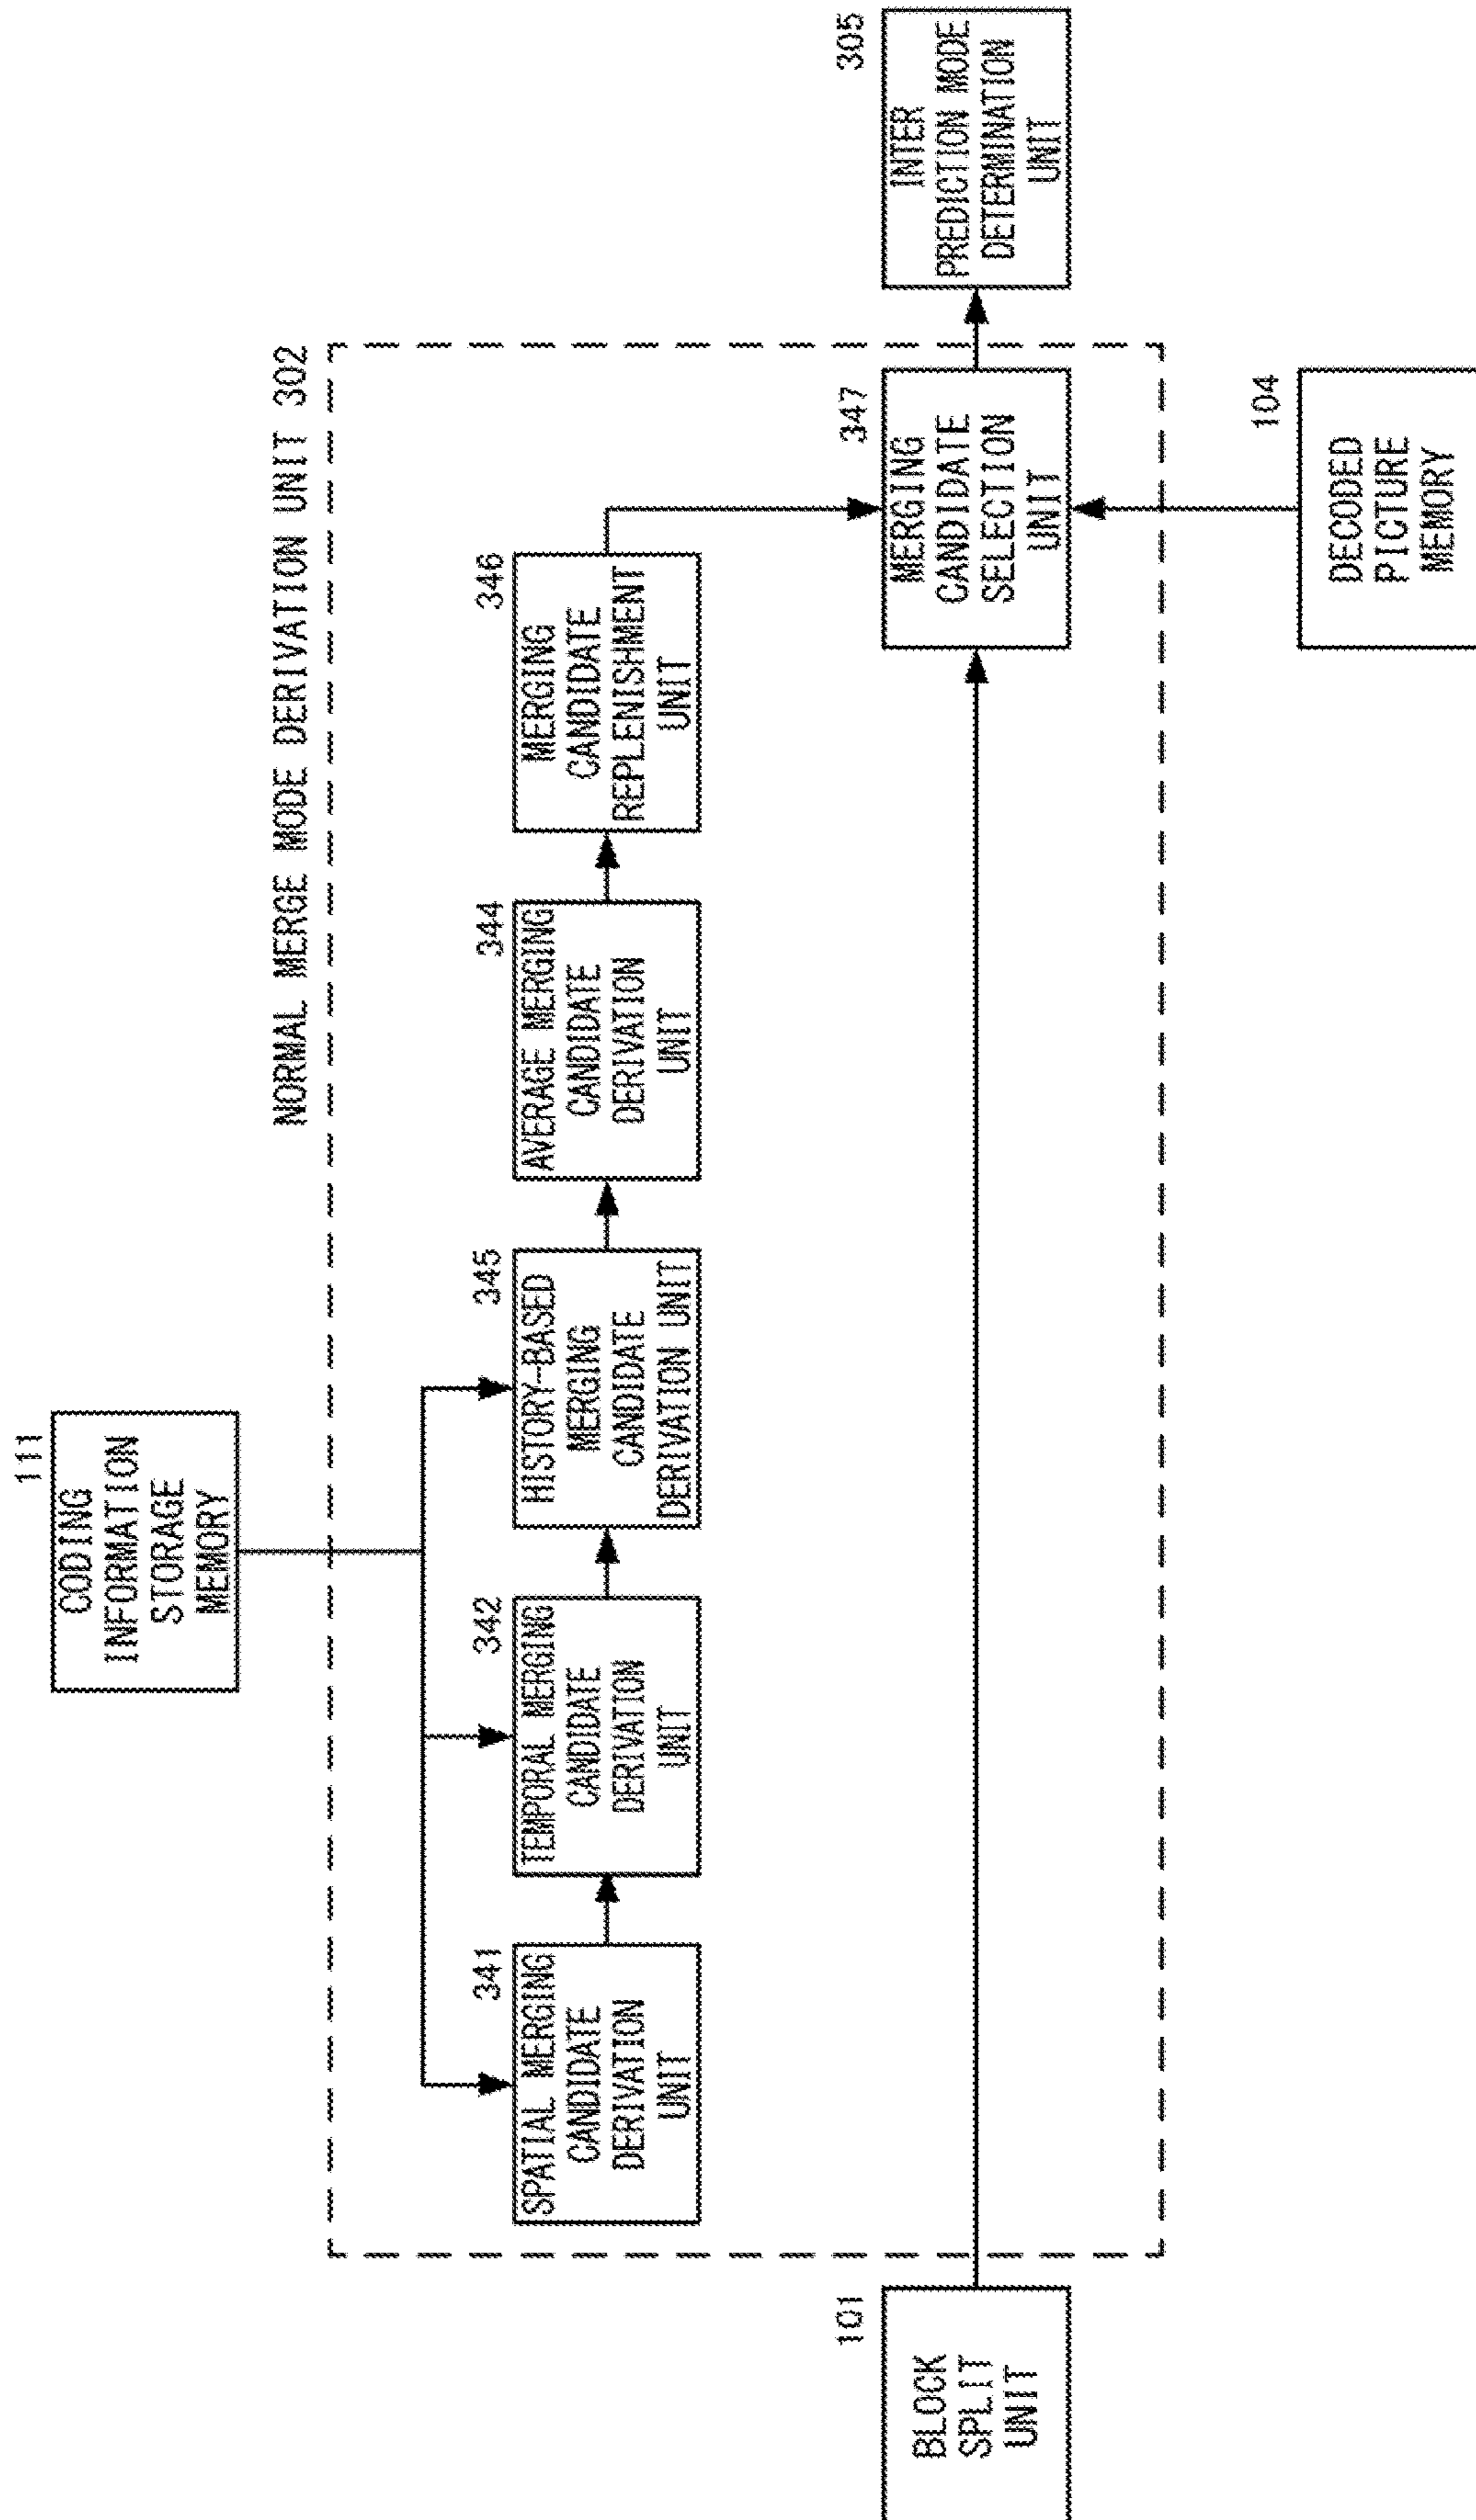 111
CODING
INFORMATION
STORAGE
MEMORY
NORMAL MERGE MODE DERIVATION UNIT 302
341
SPATIAL MERGING
CANDIDATE
DERIVATION
UNIT
342
TEMPORAL MERGING
CANDIDATE
DERIVATION
UNIT
345
HISTORY-BASED
MERGING
CANDIDATE
DERIVATION UNIT
344
AVERAGE MERGING
CANDIDATE
DERIVATION
UNIT
346
MERGING
CANDIDATE
REPLENISHMENT
UNIT
101
BLOCK
SPLIT
UNIT
347
MERGING
CANDIDATE
SELECTION
UNIT
305
INTER
PREDICTION MODE
DETERMINATION
UNIT
104
DECODED
PICTURE
MEMORY